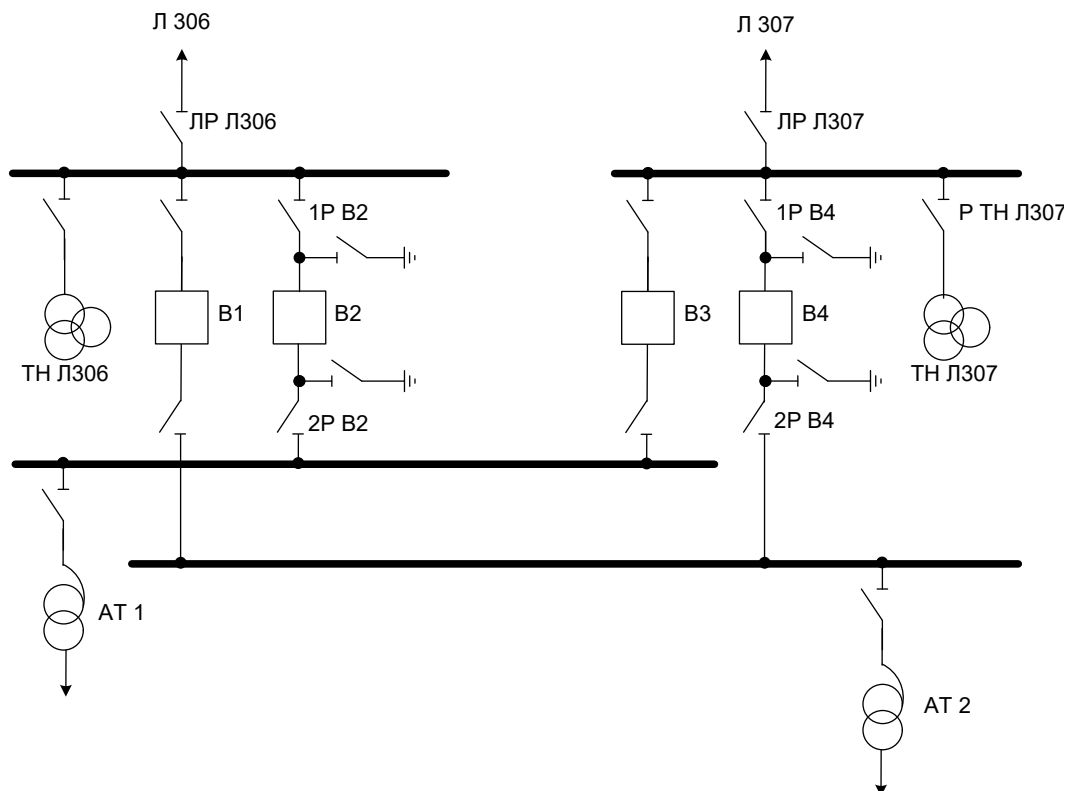 Л 306
Л 307
ЛР Л306
ЛР Л307
1Р В2
1Р В4
Р ТН Л307
В1
В2
В3
В4
ТН Л306
ТН Л307
2Р В2
2Р В4
АТ 1
АТ 2